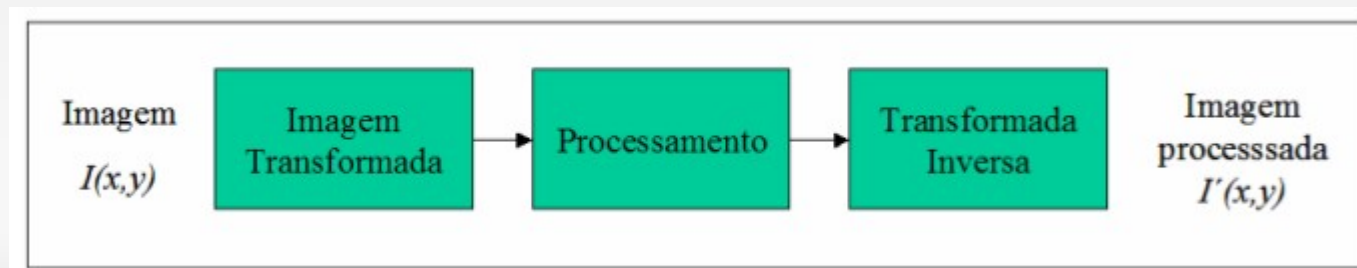 Imagem
I(x,y)
Imagem
Transformada
Processamento
Transformada
Inversa
Imagem
processsada
I´(x,y)